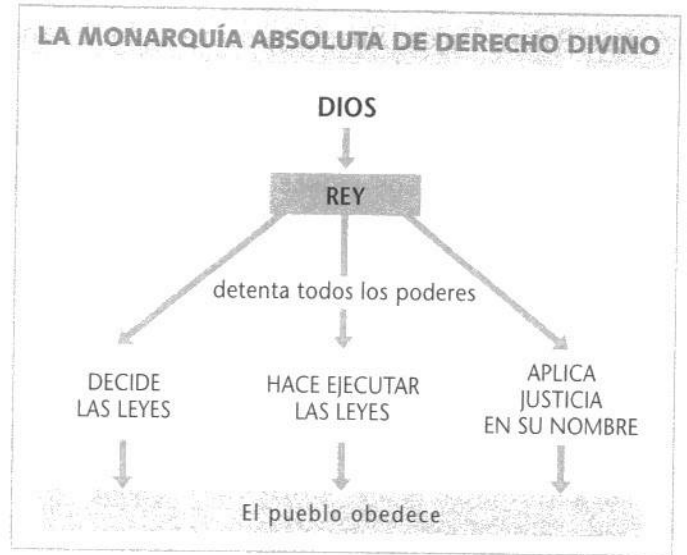 LA MONARQUÍA ABSOLUTA DE DERECHO DIVINO
DIOS
REY
detenta todos los poderes
DECIDE
LAS LEYES
HACE EJECUTAR
LAS LEYES
APLICA
JUSTICIA
EN SU NOMBRE
El pueblo obedece